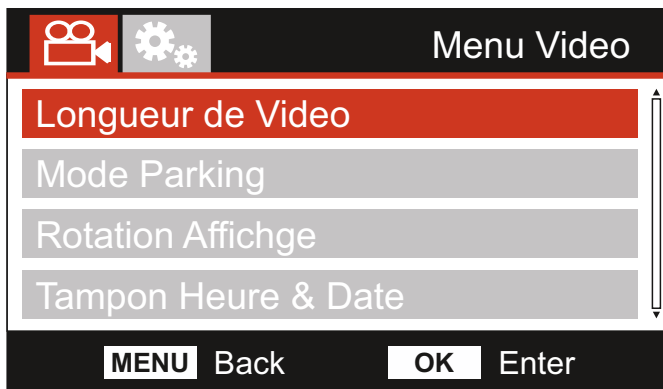 Menu Video
Longueur de Video
Mode Parking
Rotation Affichge
Tampon Heure & Date
MENU Back OK Enter